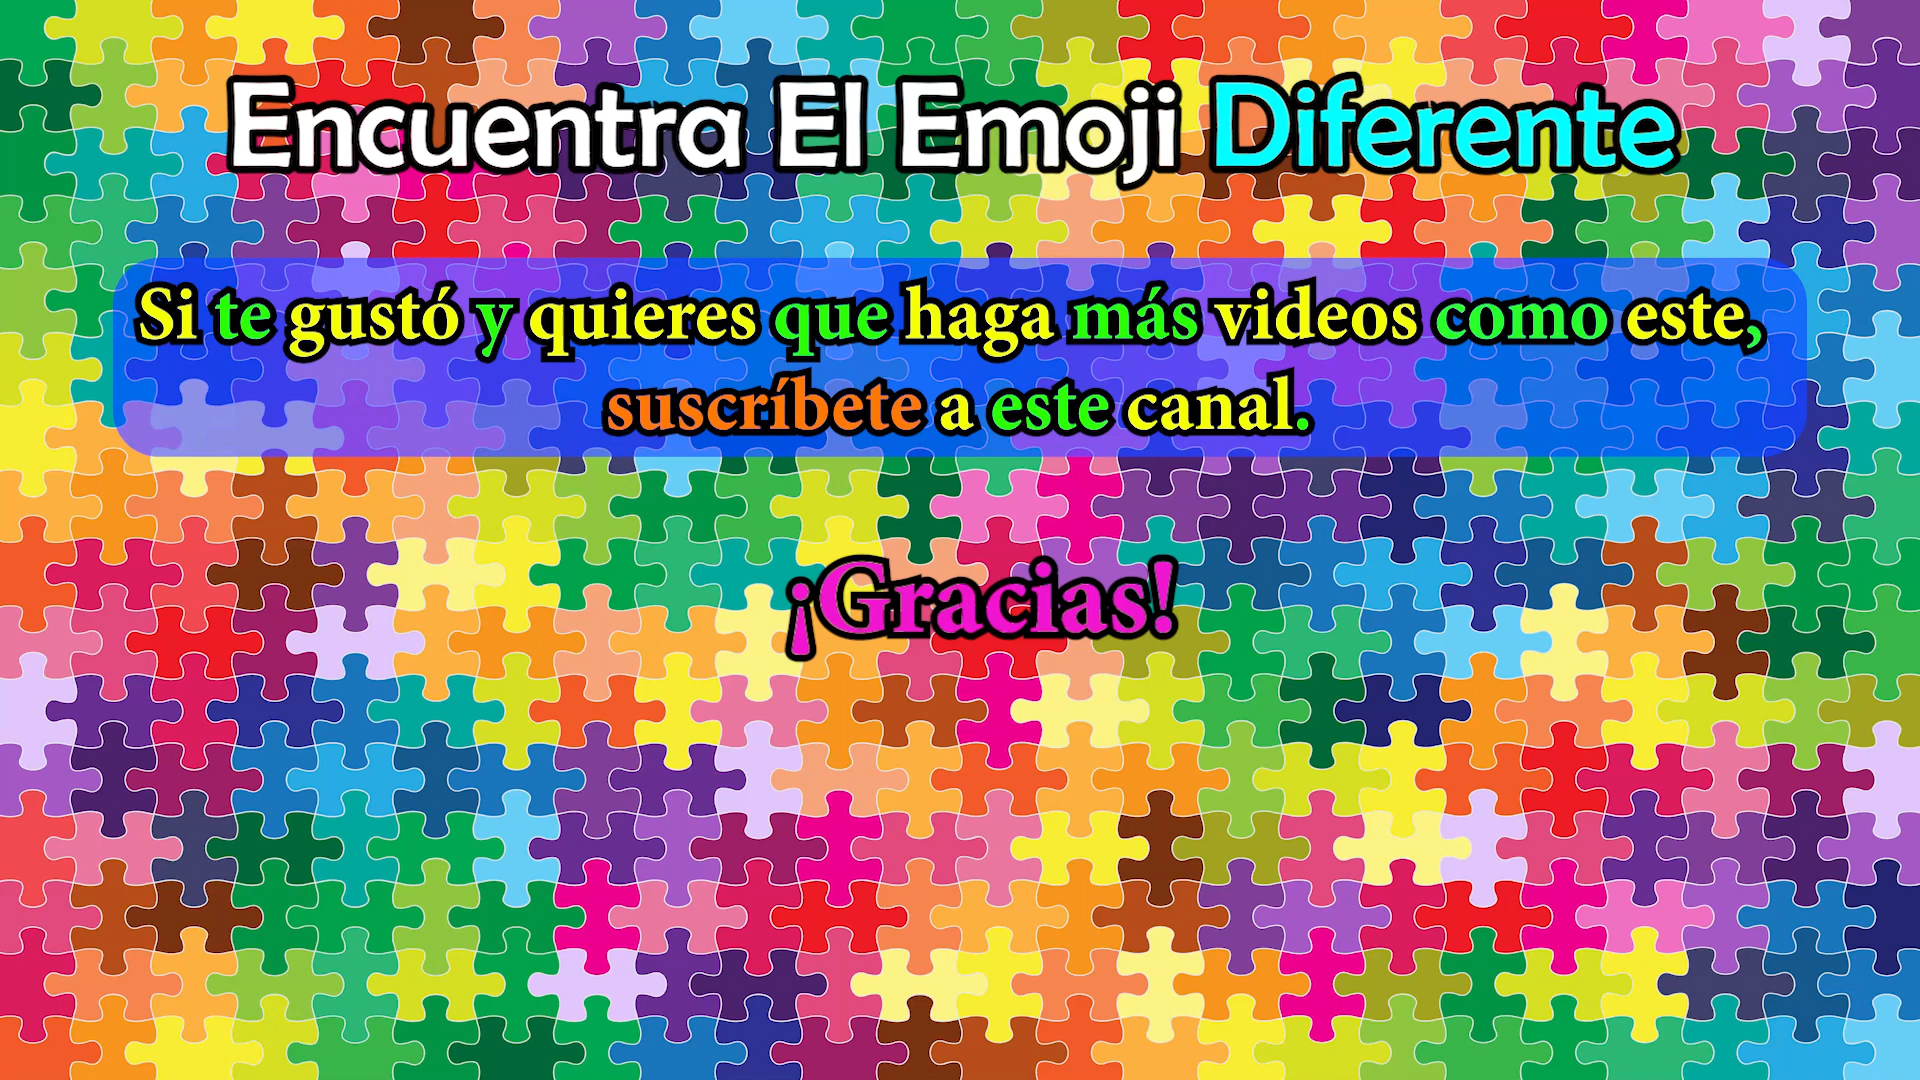 Encuentra El Emoji Diferente
Si te gustó y quieres que haga más videos como este,
suscríbete a este canal.
¡Gracias!